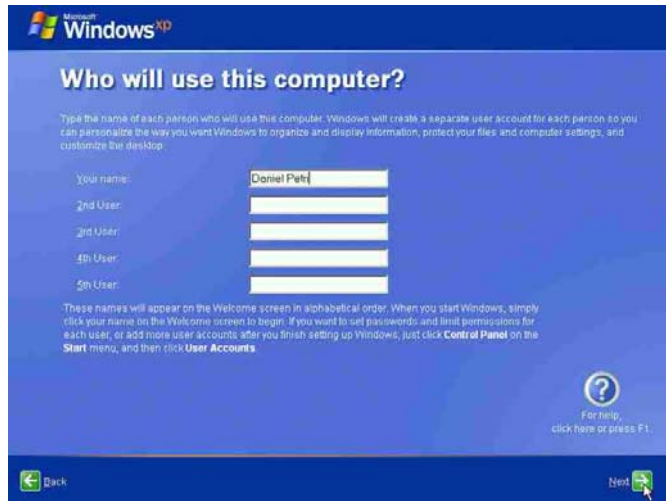 Microsoft
Windows xp
Who will use this computer?
Type the name of each person who will use this computer. Windows will create a separate user account for each person so you
can personalize the way you want Windows to organize and display information, protect your files and computer settings, and
customize the desktop.
Your name: Daniel Petri
2nd User:
3rd User:
4th User:
5th User:
These names will appear on the Welcome screen in alphabetical order. When you start Windows, simply
click your name on the Welcome screen to begin. If you want to set passwords and limit permissions for
each user, or add more user accounts after you finish setting up Windows, just click Control Panel on the
Start menu, and then click User Accounts.
?
For help,
click here or press F1.
Back
Next